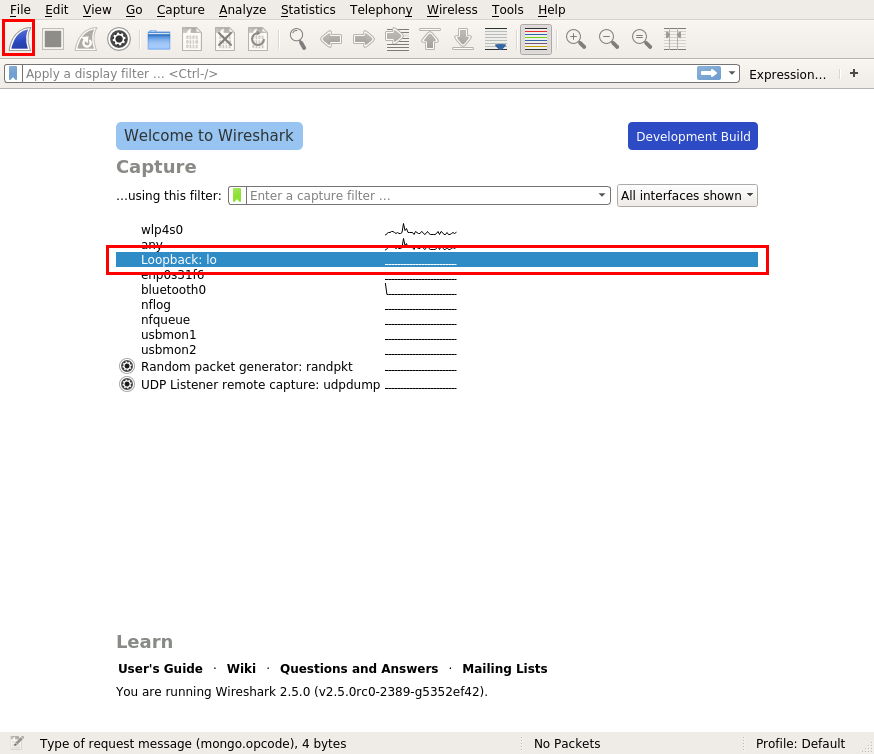 File Edit View Go Capture Analyze Statistics Telephony Wireless Tools Help
Apply a display filter ... <Ctrl-/> Expression... +
Welcome to Wireshark Development Build
Capture
...using this filter: Enter a capture filter ... All interfaces shown
wlp4s0
any
Loopback: lo
enp0s31f6
bluetooth0
nflog
nfqueue
usbmon1
usbmon2
Random packet generator: randpkt
UDP Listener remote capture: udpdump
Learn
User's Guide · Wiki · Questions and Answers · Mailing Lists
You are running Wireshark 2.5.0 (v2.5.0rc0-2389-g5352ef42).
Type of request message (mongo.opcode), 4 bytes No Packets Profile: Default